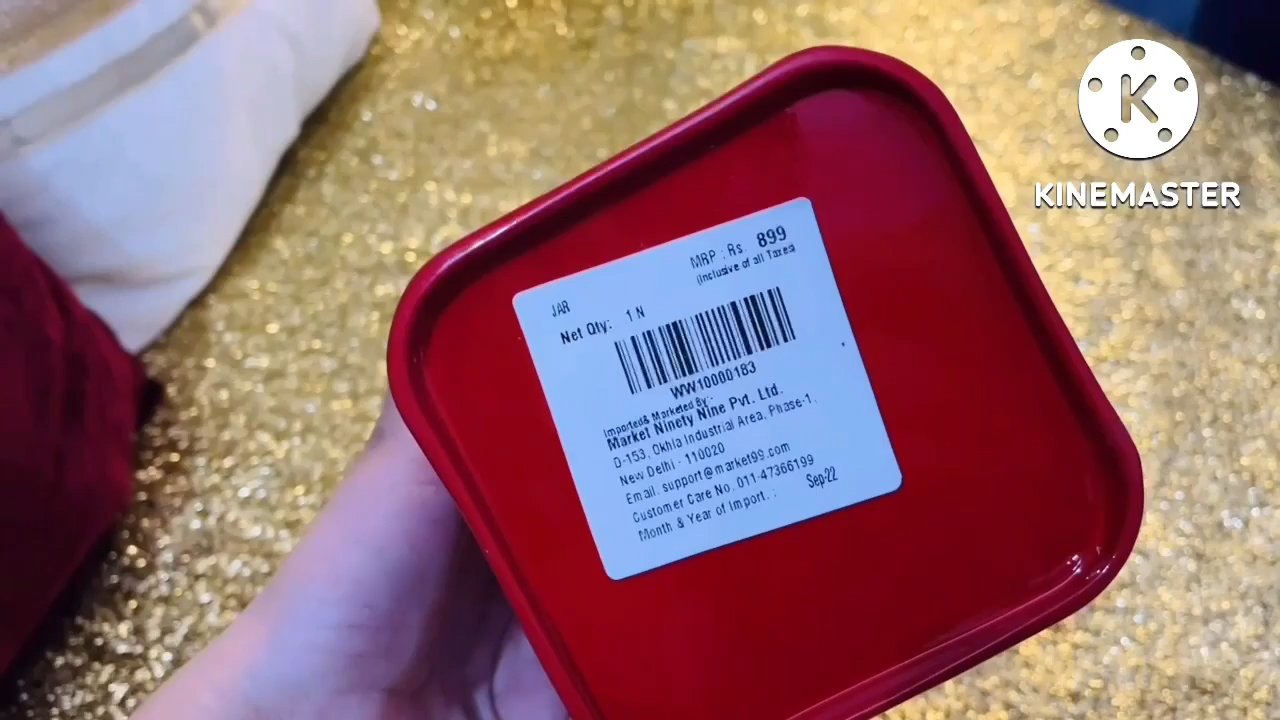 K
KINEMASTER
MRP : Rs. 899
(Inclusive of all Taxes)
JAR
Net Qty: 1 N
WW10000183
Imported& Marketed By:-
Market Ninety Nine Pvt. Ltd.
D-153, Okhla Industrial Area, Phase-1,
New Delhi - 110020
Email. support@market99.com
Customer Care No. 011-47366199
Month & Year of Import. : Sep-22